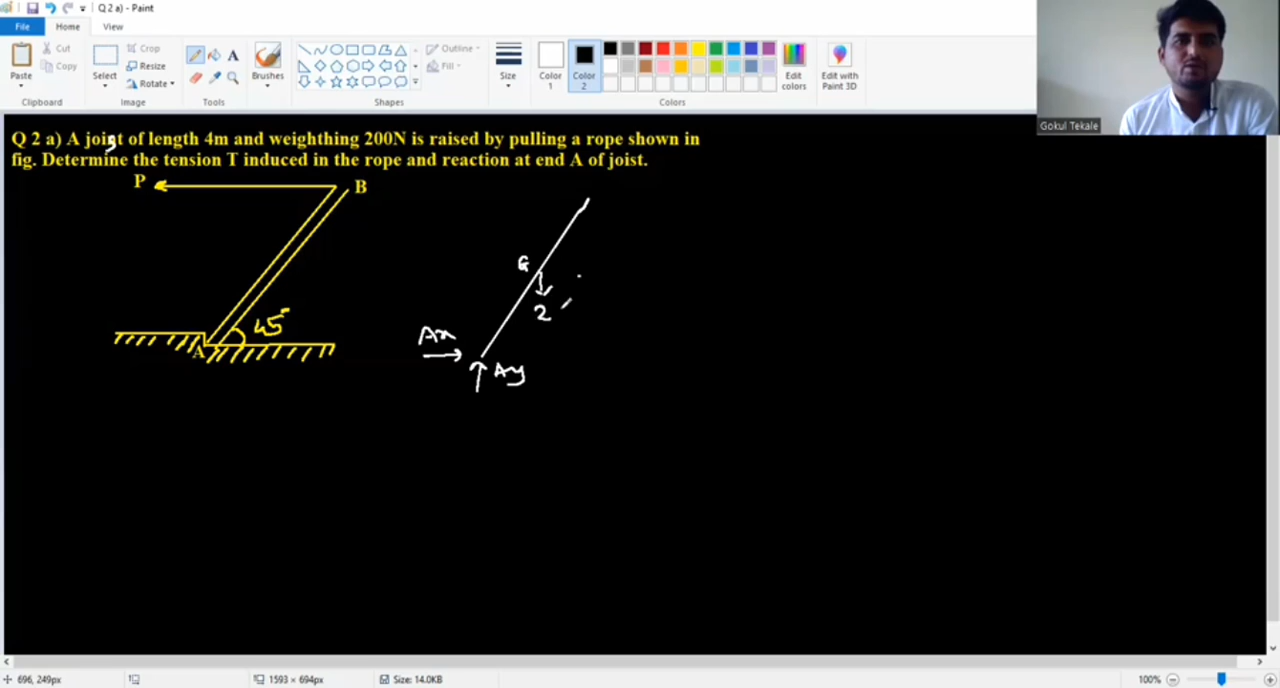 Q 2 a) - Paint
File Home View
Paste Cut Copy Select Crop Resize Rotate Brushes Outline Fill Size Color 1 Color 2 Edit colors Edit with Paint 3D
Clipboard Image Tools Shapes Colors
Gokul Tekale
Q 2 a) A joist of length 4m and weighthing 200N is raised by pulling a rope shown in
fig. Determine the tension T induced in the rope and reaction at end A of joist.
P B
G
2
45°
Ax
A
Ay
696, 249px 1593 × 694px Size: 14.0KB 100%